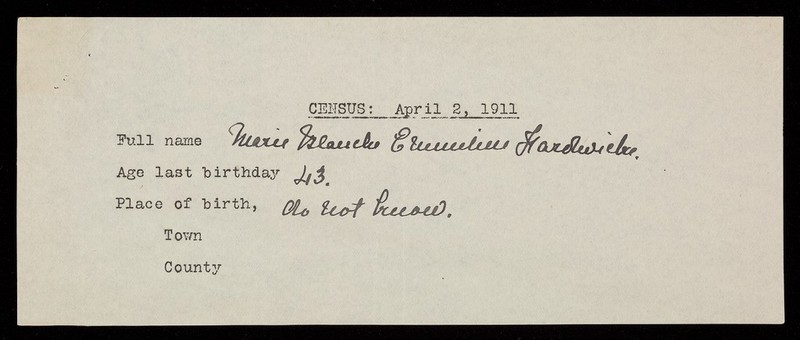 CENSUS: April 2, 1911
Full name Marie Blanche Emmeline Hardwicke.
Age last birthday 43.
Place of birth, do not know.
Town
County